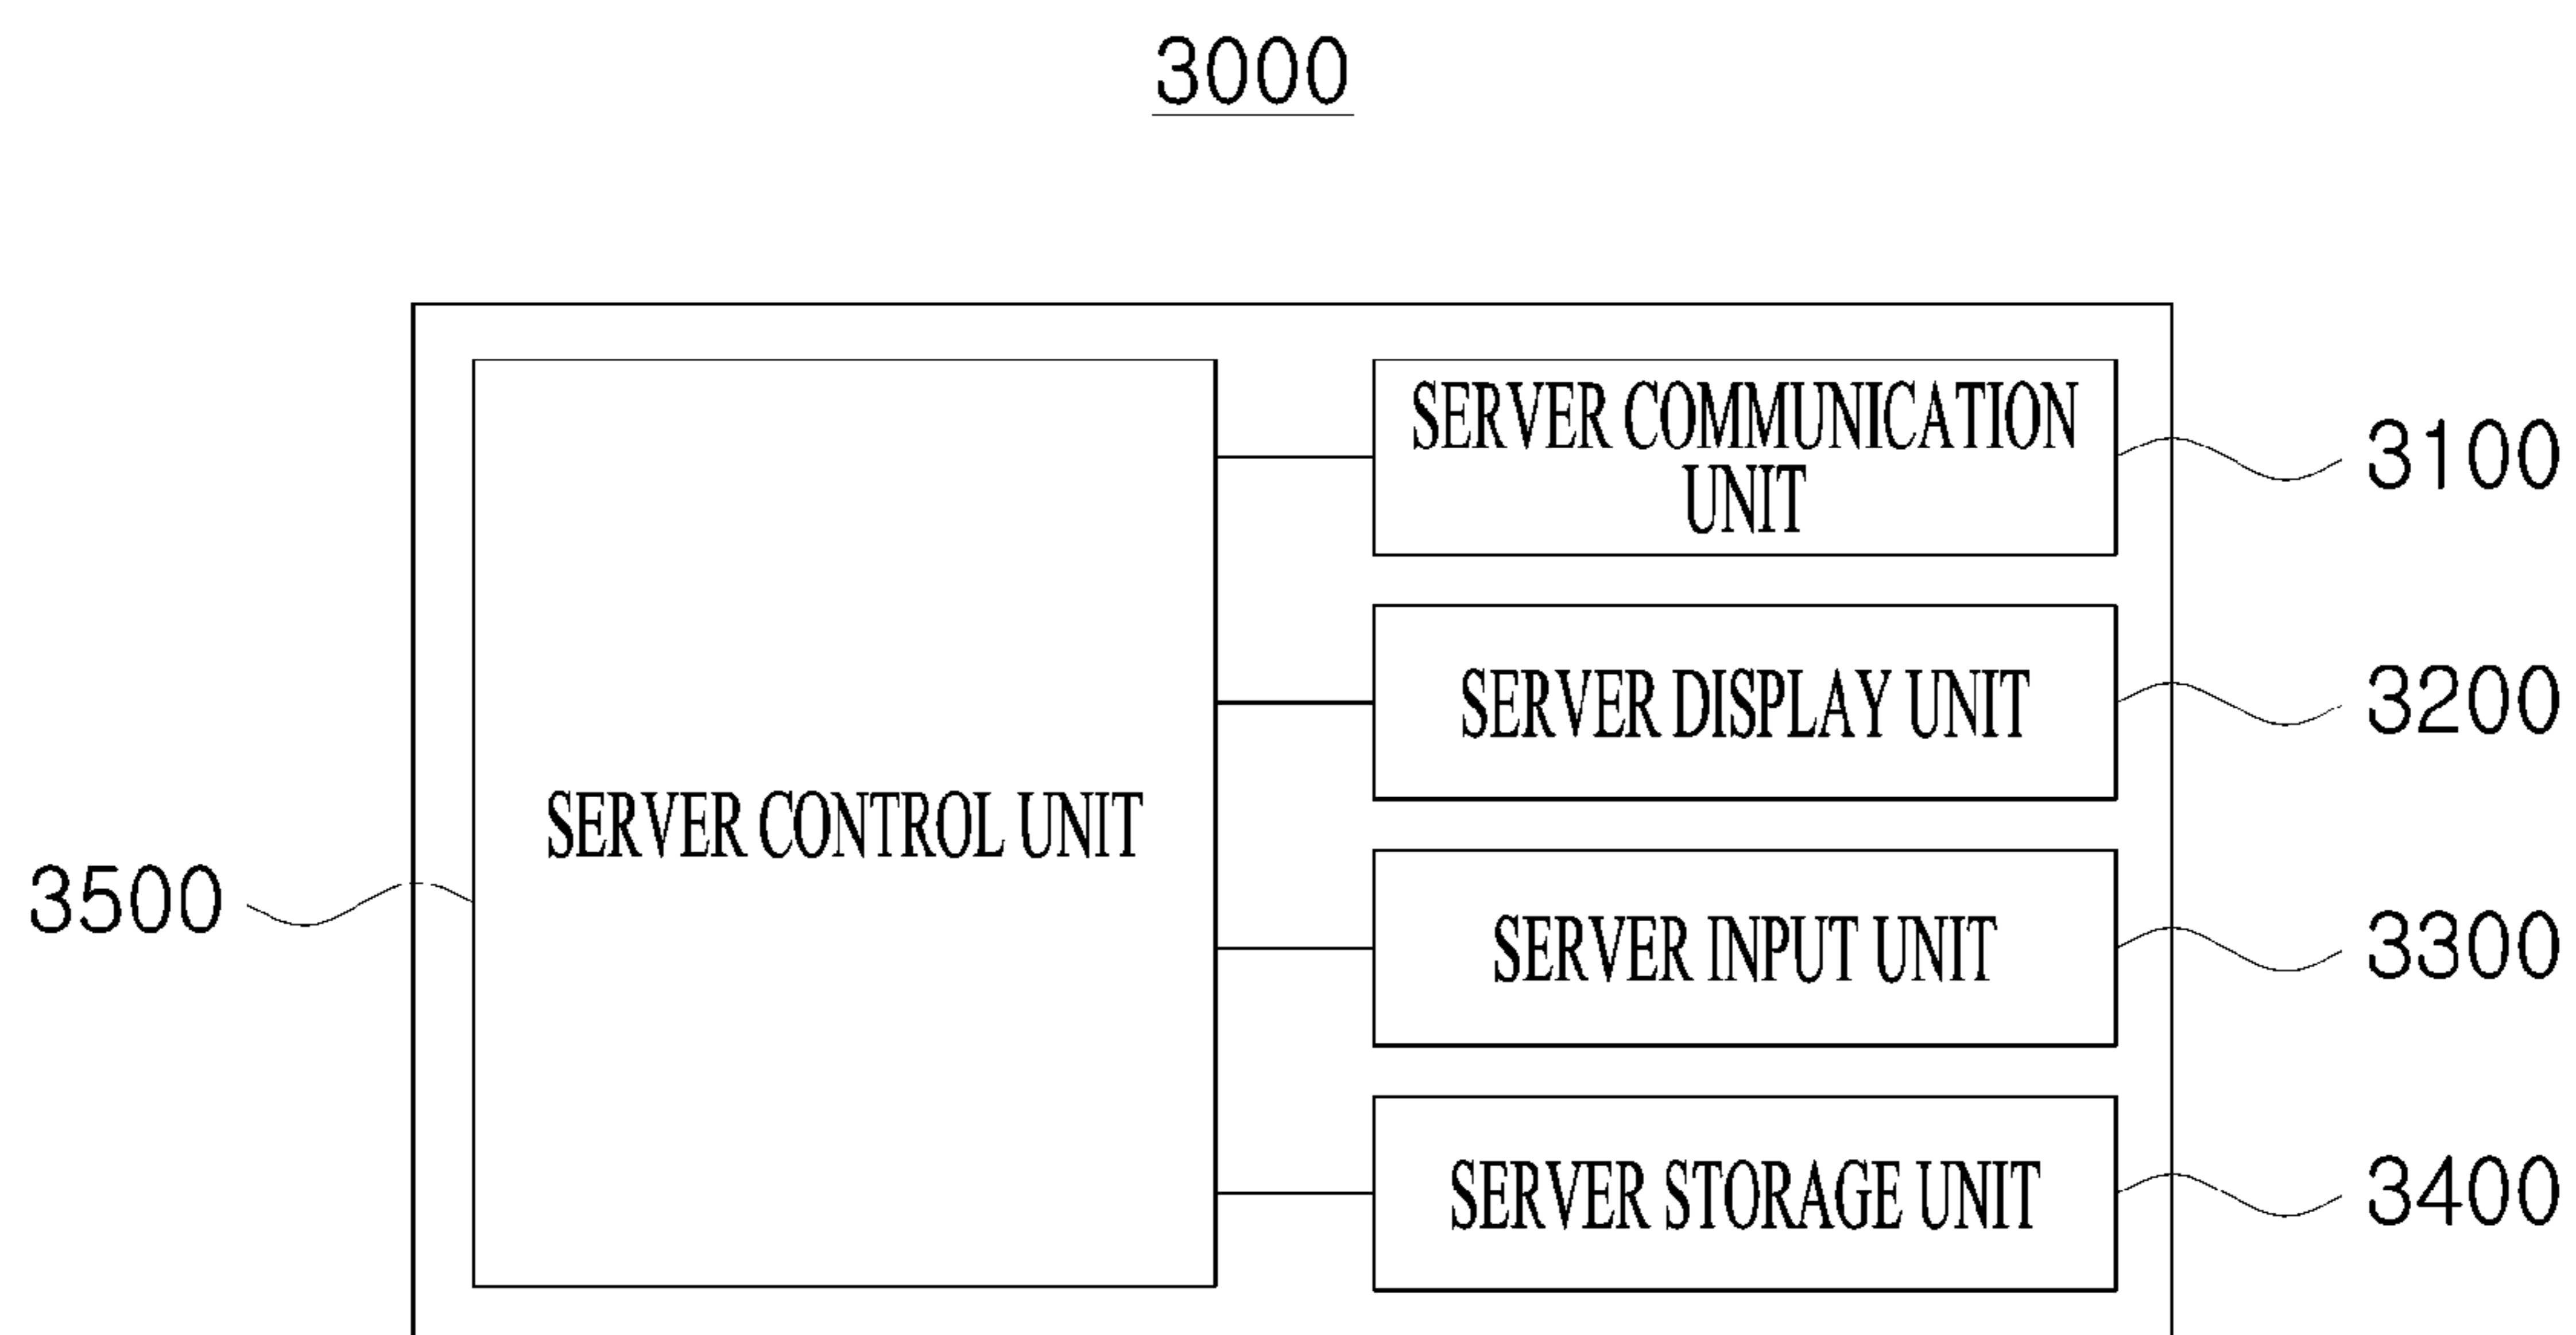 3000
SERVER COMMUNICATION
UNIT
3100
SERVER DISPLAY UNIT
3200
SERVER CONTROL UNIT
3500
SERVER INPUT UNIT
3300
SERVER STORAGE UNIT
3400